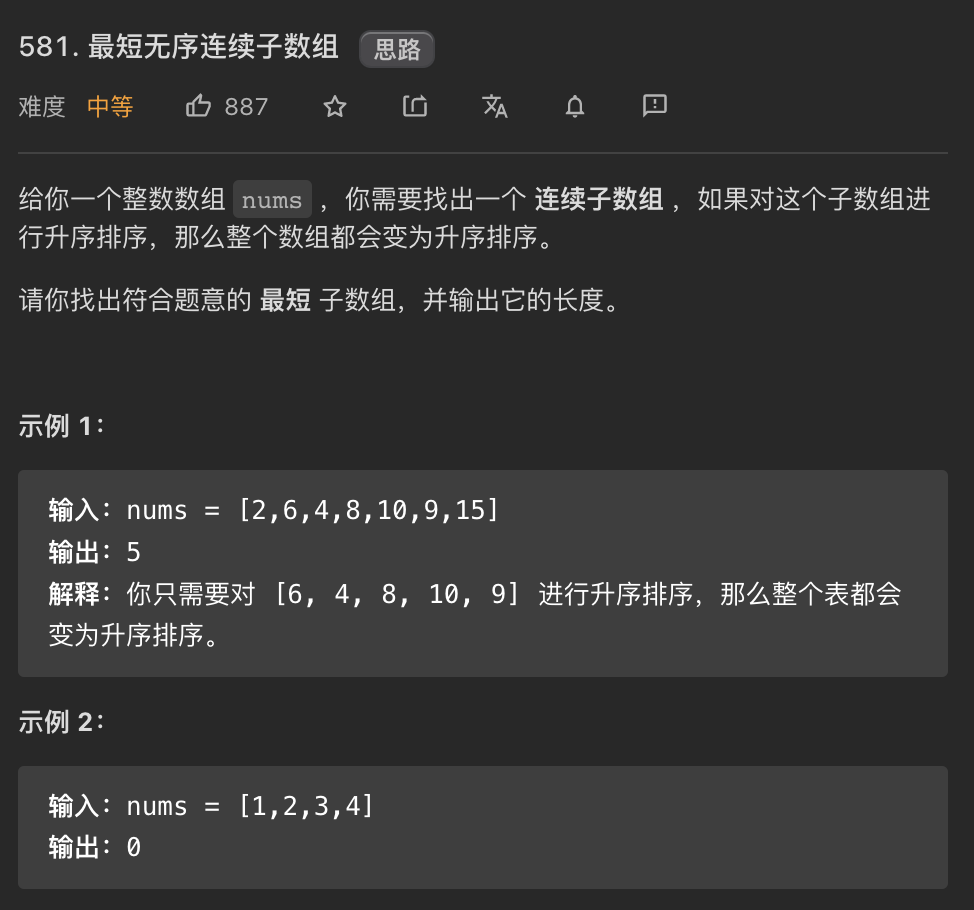 581. 最短无序连续子数组 思路
难度 中等 887
给你一个整数数组 nums ，你需要找出一个 连续子数组 ，如果对这个子数组进
行升序排序，那么整个数组都会变为升序排序。
请你找出符合题意的 最短 子数组，并输出它的长度。
示例 1：
输入：nums = [2,6,4,8,10,9,15]
输出：5
解释：你只需要对 [6, 4, 8, 10, 9] 进行升序排序，那么整个表都会
变为升序排序。
示例 2：
输入：nums = [1,2,3,4]
输出：0